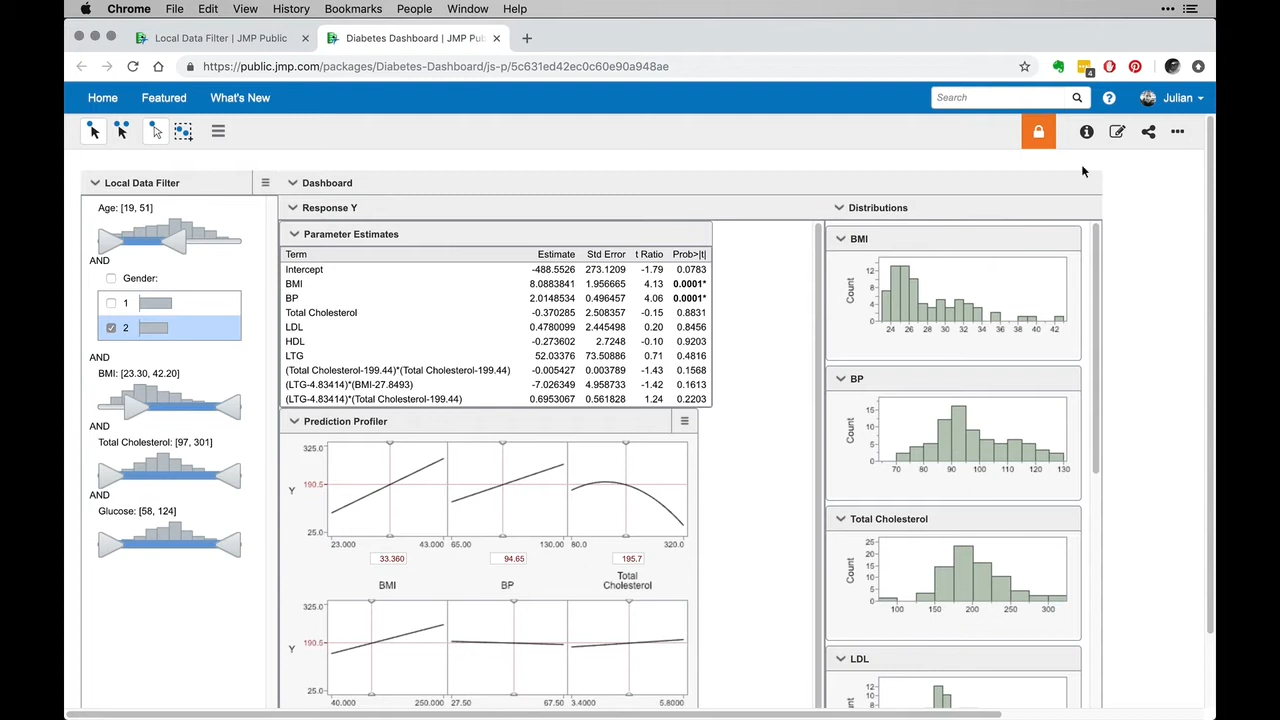 Chrome File Edit View History Bookmarks People Window Help
Local Data Filter | JMP Public
Diabetes Dashboard | JMP Pub
https://public.jmp.com/packages/Diabetes-Dashboard/js-p/5c631ed42ec0c60e90a948ae
4
Home Featured What's New
Search
Julian
Local Data Filter
Dashboard
Age: [19, 51]
AND
Gender:
1
2
AND
BMI: [23.30, 42.20]
AND
Total Cholesterol: [97, 301]
AND
Glucose: [58, 124]
Response Y
Parameter Estimates
Term Estimate Std Error t Ratio Prob>|t|
Intercept -488.5526 273.1209 -1.79 0.0783
BMI 8.0883841 1.956665 4.13 0.0001*
BP 2.0148534 0.496457 4.06 0.0001*
Total Cholesterol -0.370285 2.508357 -0.15 0.8831
LDL 0.4780099 2.445498 0.20 0.8456
HDL -0.273602 2.7248 -0.10 0.9203
LTG 52.03376 73.50886 0.71 0.4816
(Total Cholesterol-199.44)*(Total Cholesterol-199.44) -0.005427 0.003789 -1.43 0.1568
(LTG-4.83414)*(BMI-27.8493) -7.026349 4.958733 -1.42 0.1613
(LTG-4.83414)*(Total Cholesterol-199.44) 0.6953067 0.561828 1.24 0.2203
Prediction Profiler
325.0
Y 190.5
25.0
23.000 43.000 65.00 130.00 80.0 320.0
33.360 94.65 195.7
BMI BP Total
Cholesterol
325.0
Y 190.5
25.0
40.000 250.000 27.50 67.50 3.4000 5.8000
Distributions
BMI
Count
12
8
4
0
24 26 28 30 32 34 36 38 40 42
BP
Count
15
10
5
0
70 80 90 100 110 120 130
Total Cholesterol
Count
25
20
15
10
5
0
100 150 200 250 300
LDL
12
8
Count